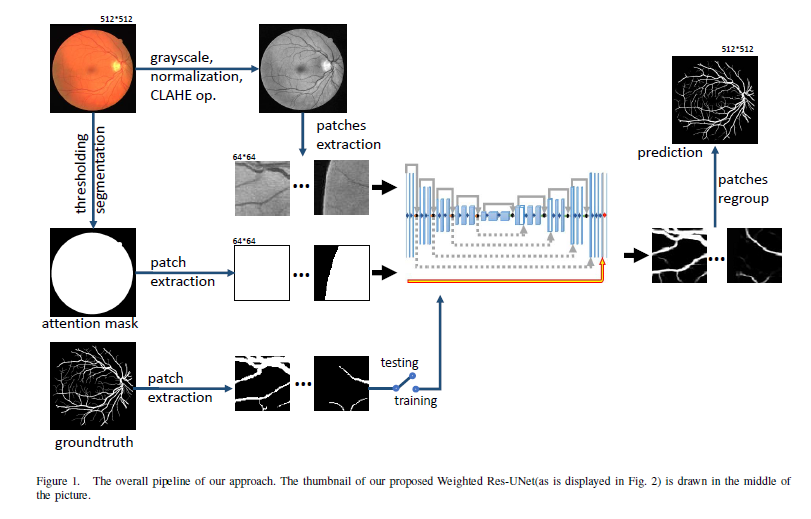 512*512
grayscale,
normalization,
CLAHE op.
thresholding
segmentation
patches
extraction
64*64
...
64*64
patch
extraction
...
attention mask
patch
extraction
...
testing
training
groundtruth
512*512
prediction
patches
regroup
...
Figure 1. The overall pipeline of our approach. The thumbnail of our proposed Weighted Res-UNet(as is displayed in Fig. 2) is drawn in the middle of
the picture.